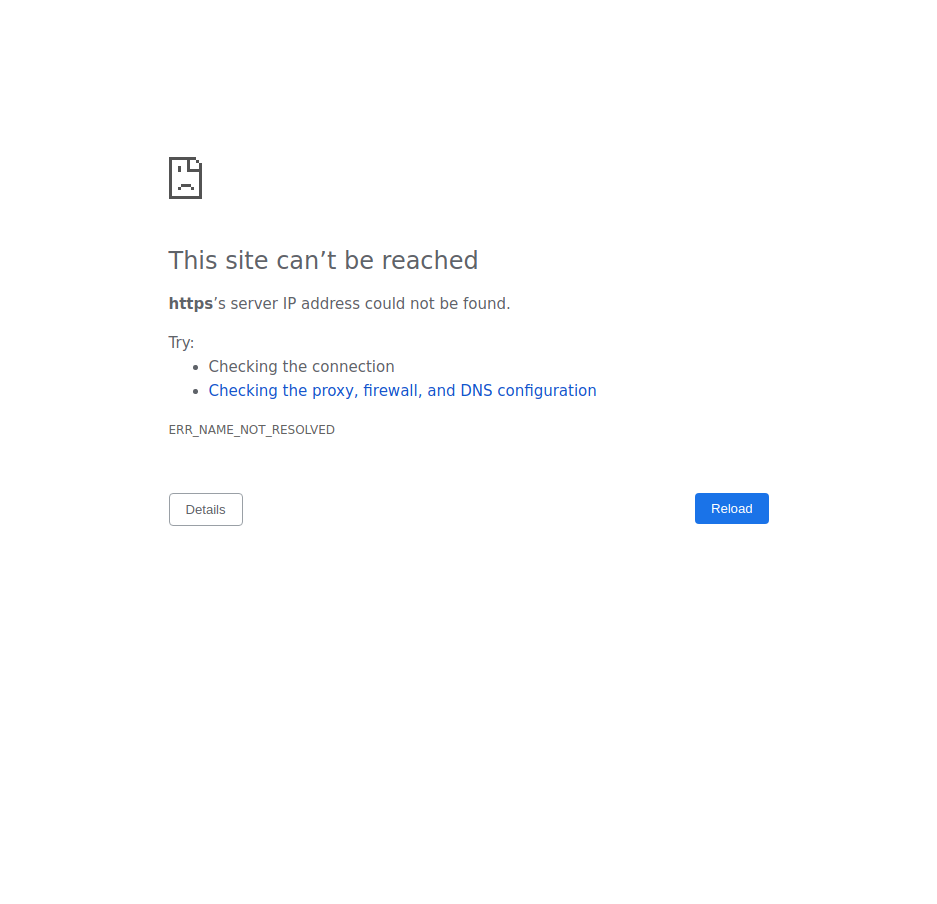 This site can’t be reached
https’s server IP address could not be found.
Try:
Checking the connection
Checking the proxy, firewall, and DNS configuration
ERR_NAME_NOT_RESOLVED
Details
Reload